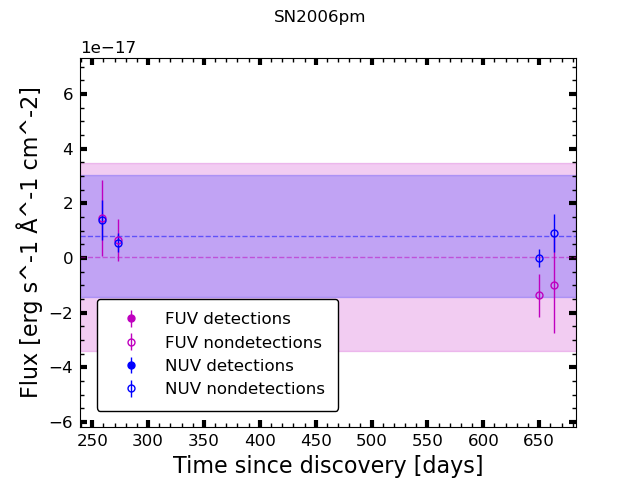 SN2006pm
1e−17
6
4
2
0
−2
−4
−6
Flux [erg s^-1 Å^-1 cm^-2]
FUV detections
FUV nondetections
NUV detections
NUV nondetections
250 300 350 400 450 500 550 600 650
Time since discovery [days]